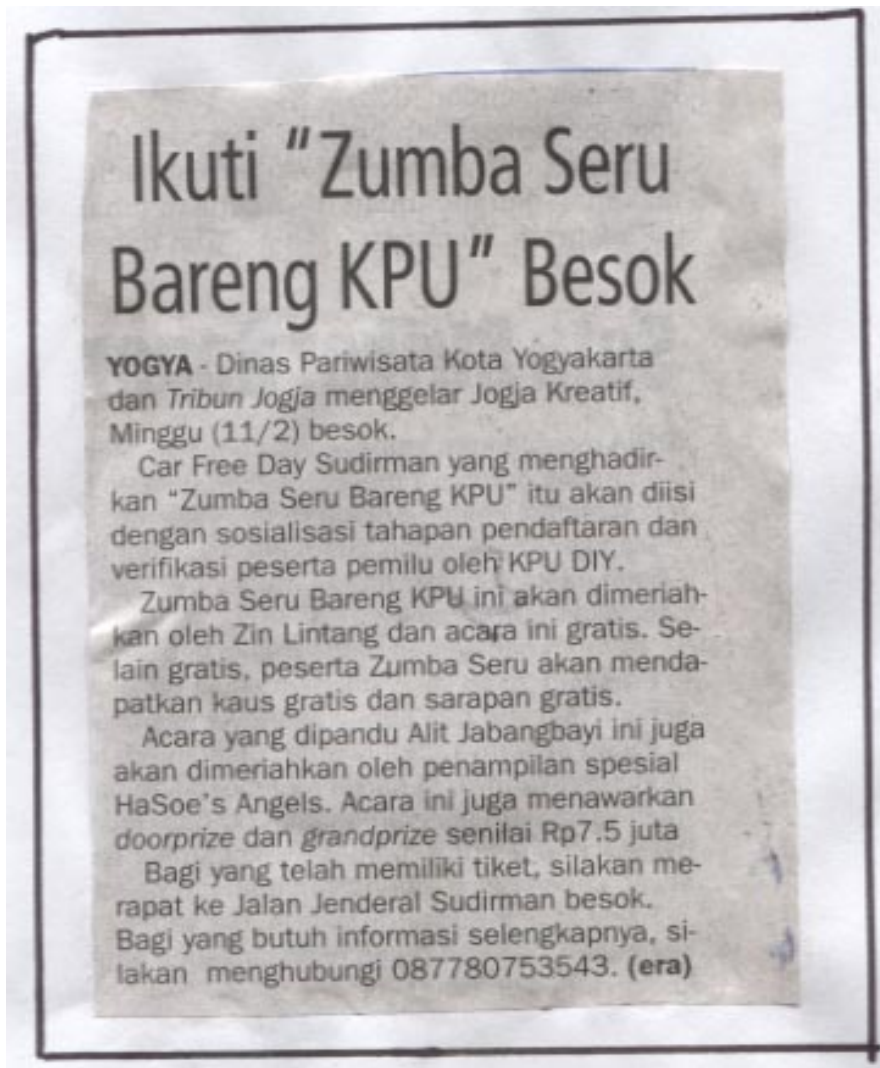 Ikuti "Zumba Seru
Bareng KPU" Besok
YOGYA - Dinas Pariwisata Kota Yogyakarta
dan Tribun Jogja menggelar Jogja Kreatif,
Minggu (11/2) besok.
Car Free Day Sudirman yang menghadir-
kan "Zumba Seru Bareng KPU" itu akan diisi
dengan sosialisasi tahapan pendaftaran dan
verifikasi peserta pemilu oleh KPU DIY.
Zumba Seru Bareng KPU ini akan dimeriah-
kan oleh Zin Lintang dan acara ini gratis. Se-
lain gratis, peserta Zumba Seru akan menda-
patkan kaus gratis dan sarapan gratis.
Acara yang dipandu Alit Jabangbayi ini juga
akan dimeriahkan oleh penampilan spesial
HaSoe's Angels. Acara ini juga menawarkan
doorprize dan grandprize senilai Rp7.5 juta
Bagi yang telah memiliki tiket, silakan me-
rapat ke Jalan Jenderal Sudirman besok.
Bagi yang butuh informasi selengkapnya, si-
lakan menghubungi 087780753543. (era)